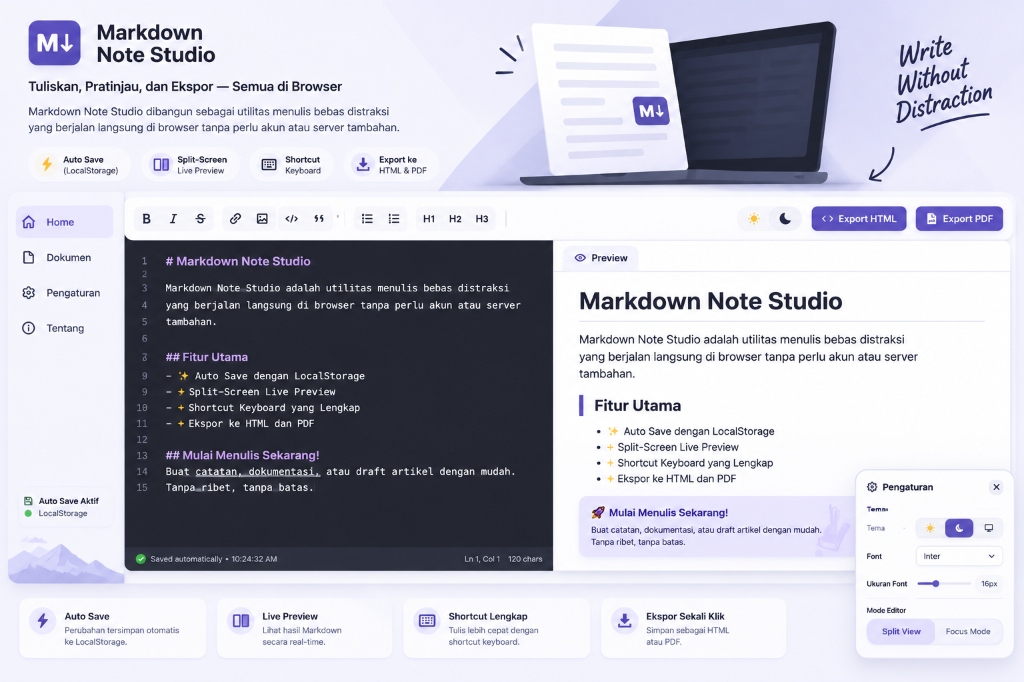 M↓
Markdown
Note Studio
Tuliskan, Pratinjau, dan Ekspor — Semua di Browser
Markdown Note Studio dibangun sebagai utilitas menulis bebas distraksi
yang berjalan langsung di browser tanpa perlu akun atau server tambahan.
Auto Save
(LocalStorage)
Split-Screen
Live Preview
Shortcut
Keyboard
Export ke
HTML & PDF
M↓
Write
Without
Distraction
Home
Dokumen
Pengaturan
Tentang
Auto Save Aktif
LocalStorage
B I S </> H1 H2 H3
<> Export HTML
Export PDF
1 # Markdown Note Studio
2
3 Markdown Note Studio adalah utilitas menulis bebas distraksi
4 yang berjalan langsung di browser tanpa perlu akun atau server
5 tambahan.
6
## Fitur Utama
9 - ✨ Auto Save dengan LocalStorage
9 - + Split-Screen Live Preview
10 - + Shortcut Keyboard yang Lengkap
11 - + Ekspor ke HTML dan PDF
12
13 ## Mulai Menulis Sekarang!
14 Buat catatan, dokumentasi, atau draft artikel dengan mudah.
15 Tanpa ribet, tanpa batas.
Saved automatically • 10:24:32 AM
Ln 1, Col 1 120 chars
Preview
Markdown Note Studio
Markdown Note Studio adalah utilitas menulis bebas distraksi
yang berjalan langsung di browser tanpa perlu akun atau server
tambahan.
Fitur Utama
• ✨ Auto Save dengan LocalStorage
• + Split-Screen Live Preview
• + Shortcut Keyboard yang Lengkap
• + Ekspor ke HTML dan PDF
🚀 Mulai Menulis Sekarang!
Buat catatan, dokumentasi, atau draft artikel dengan mudah.
Tanpa ribet, tanpa batas.
Pengaturan
Tema
Font
Inter
Ukuran Font
16px
Mode Editor
Split View
Focus Mode
Auto Save
Perubahan tersimpan otomatis
ke LocalStorage.
Live Preview
Lihat hasil Markdown
secara real-time.
Shortcut Lengkap
Tulis lebih cepat dengan
shortcut keyboard.
Ekspor Sekali Klik
Simpan sebagai HTML
atau PDF.